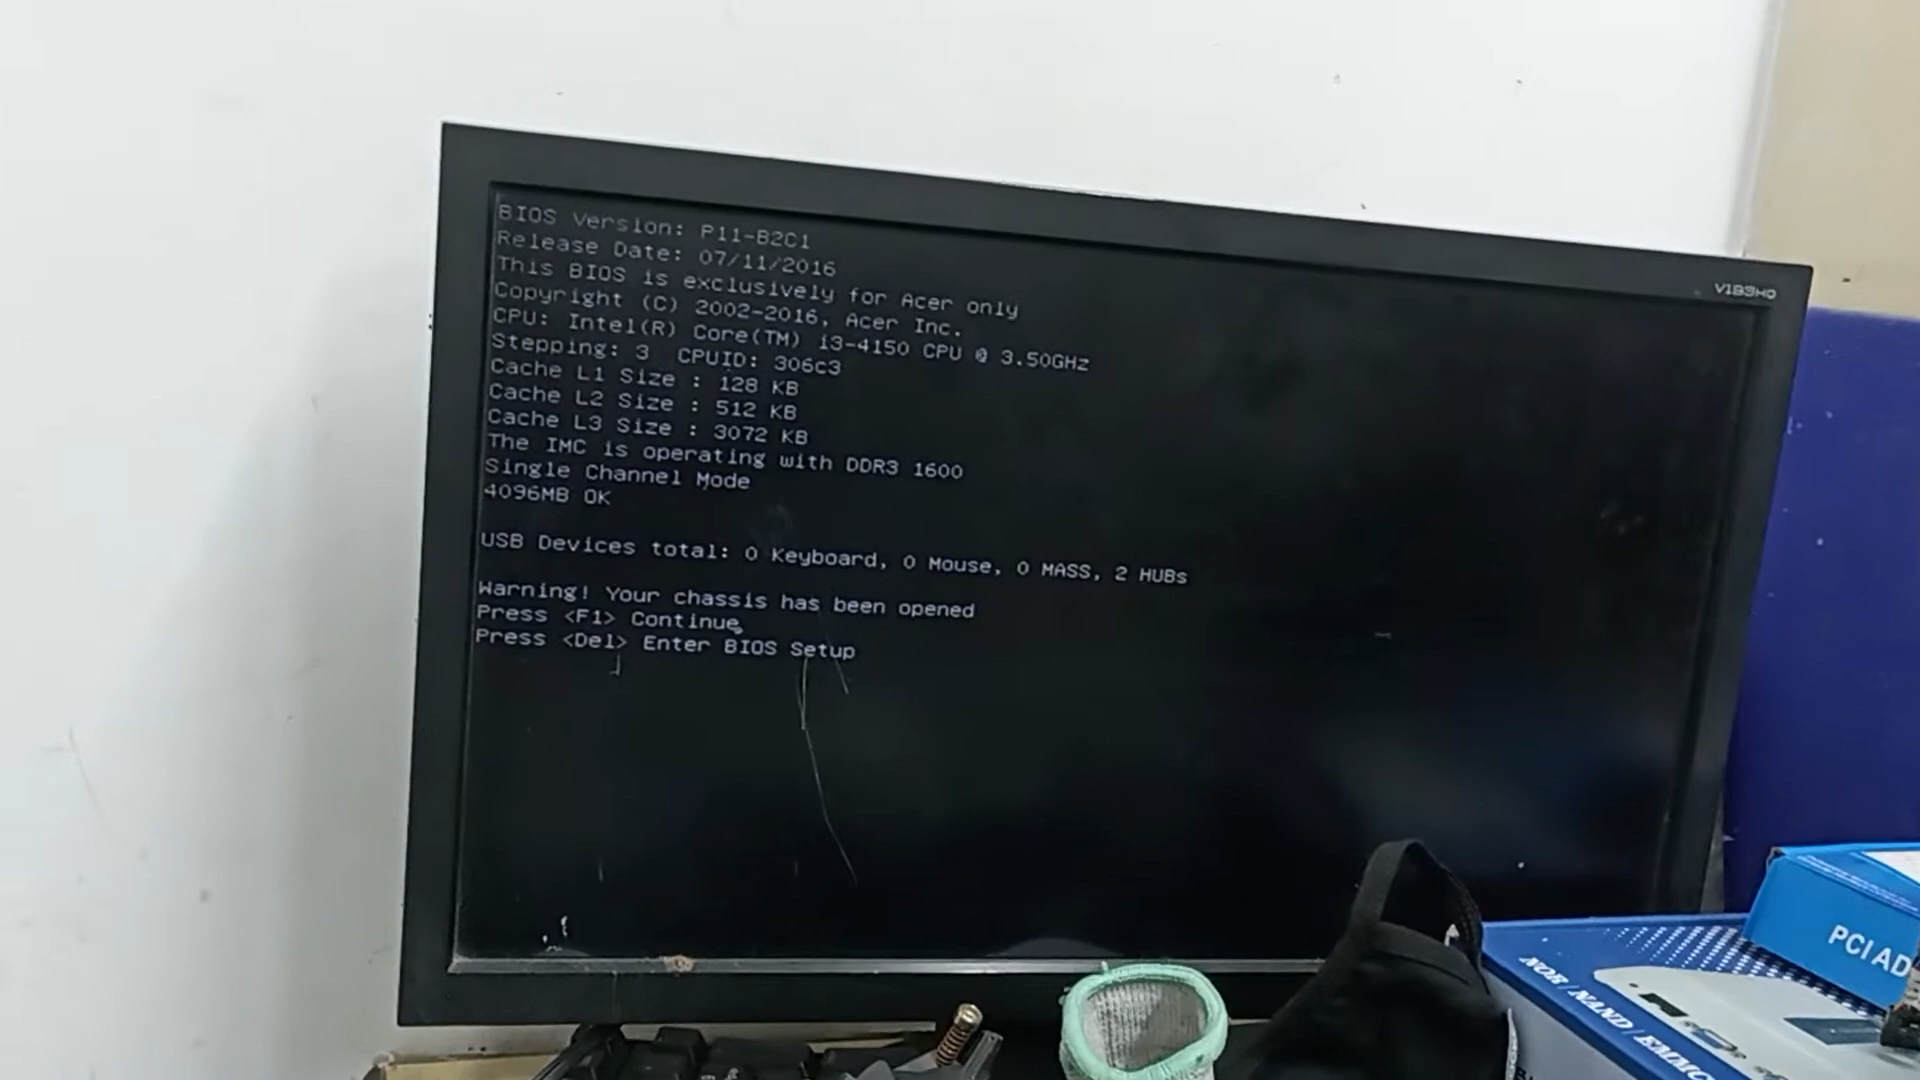 BIOS Version: P11-B2C1
Release Date: 07/11/2016
This BIOS is exclusively for Acer only
Copyright (C) 2002-2016, Acer Inc.
CPU: Intel(R) Core(TM) i3-4150 CPU @ 3.50GHz
Stepping: 3 CPUID: 306c3
Cache L1 Size : 128 KB
Cache L2 Size : 512 KB
Cache L3 Size : 3072 KB
The IMC is operating with DDR3 1600
Single Channel Mode
4096MB OK
USB Devices total: 0 Keyboard, 0 Mouse, 0 MASS, 2 HUBs
Warning! Your chassis has been opened
Press <F1> Continue
Press <Del> Enter BIOS Setup
V193HQ
PCI AD
NOR / NAND / EMMC